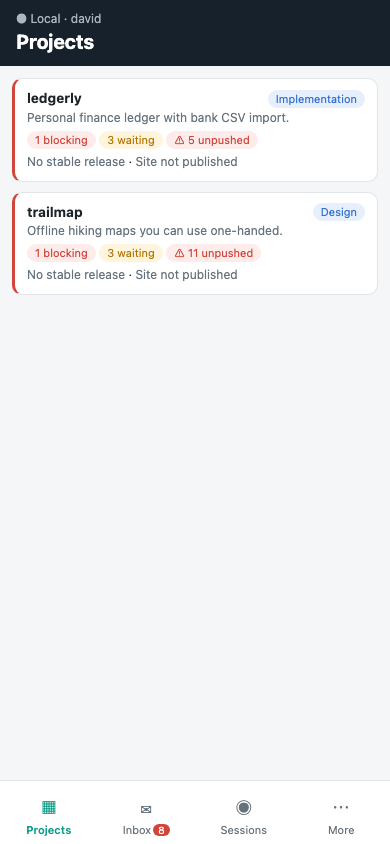 Local · david
Projects
ledgerly
Implementation
Personal finance ledger with bank CSV import.
1 blocking 3 waiting ⚠ 5 unpushed
No stable release · Site not published
trailmap
Design
Offline hiking maps you can use one-handed.
1 blocking 3 waiting ⚠ 11 unpushed
No stable release · Site not published
Projects
Inbox 8
Sessions
More